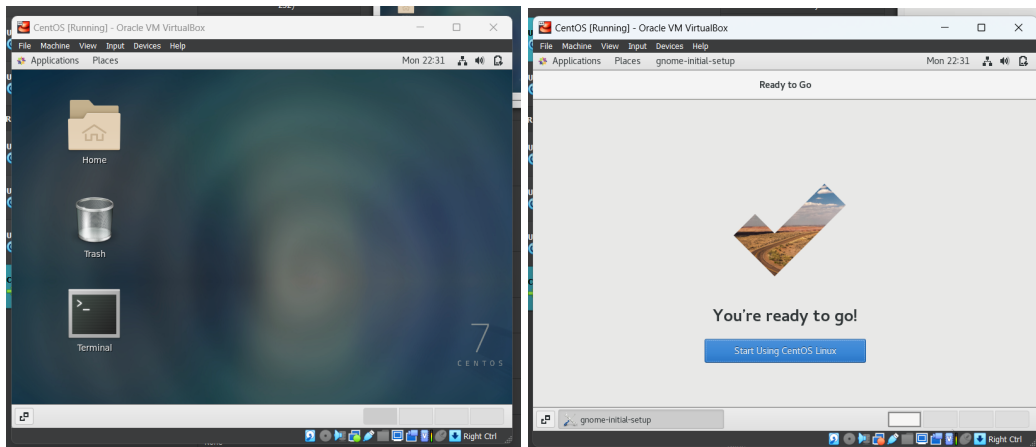 CentOS [Running] - Oracle VM VirtualBox
File Machine View Input Devices Help
Applications Places Mon 22:31
Home
Trash
Terminal
7
CENTOS
Right Ctrl
CentOS [Running] - Oracle VM VirtualBox
File Machine View Input Devices Help
Applications Places gnome-initial-setup Mon 22:31
Ready to Go
You're ready to go!
Start Using CentOS Linux
gnome-initial-setup
Right Ctrl